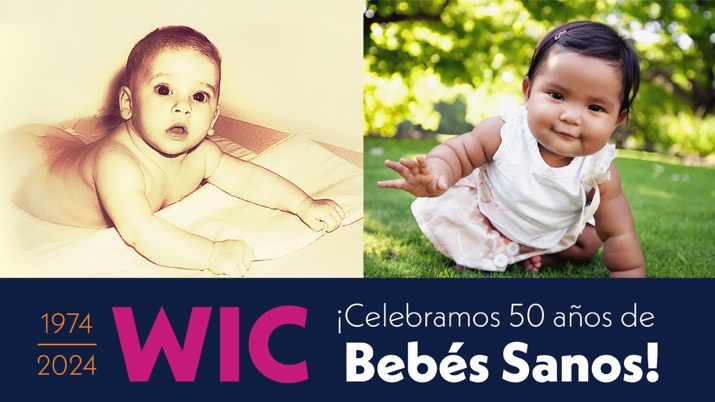 1974
2024
WIC
¡Celebramos 50 años de
Bebés Sanos!